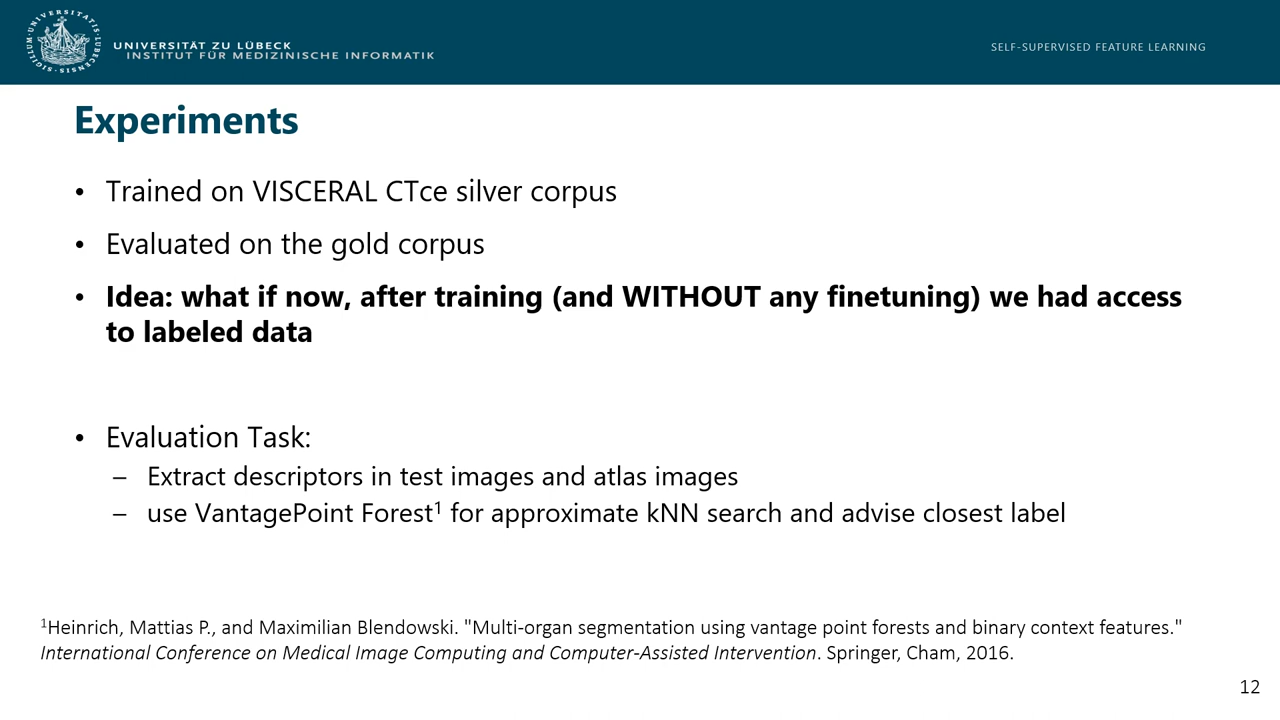 SIGILLUM UNIVERSITATIS LUBECENSIS
UNIVERSITÄT ZU LÜBECK
INSTITUT FÜR MEDIZINISCHE INFORMATIK
SELF-SUPERVISED FEATURE LEARNING
Experiments
• Trained on VISCERAL CTce silver corpus
• Evaluated on the gold corpus
• Idea: what if now, after training (and WITHOUT any finetuning) we had access
to labeled data
• Evaluation Task:
– Extract descriptors in test images and atlas images
– use VantagePoint Forest¹ for approximate kNN search and advise closest label
¹Heinrich, Mattias P., and Maximilian Blendowski. "Multi-organ segmentation using vantage point forests and binary context features."
International Conference on Medical Image Computing and Computer-Assisted Intervention. Springer, Cham, 2016.
12